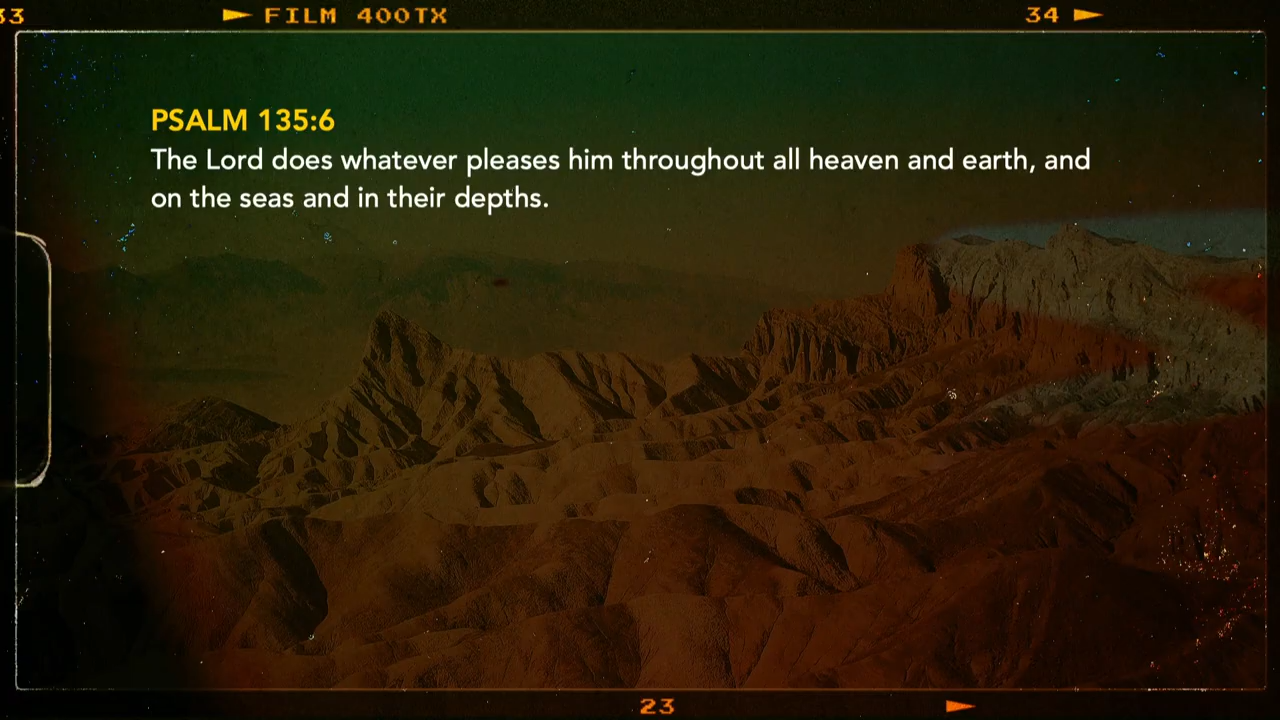 33 FILM 400TX 34
PSALM 135:6
The Lord does whatever pleases him throughout all heaven and earth, and
on the seas and in their depths.
23